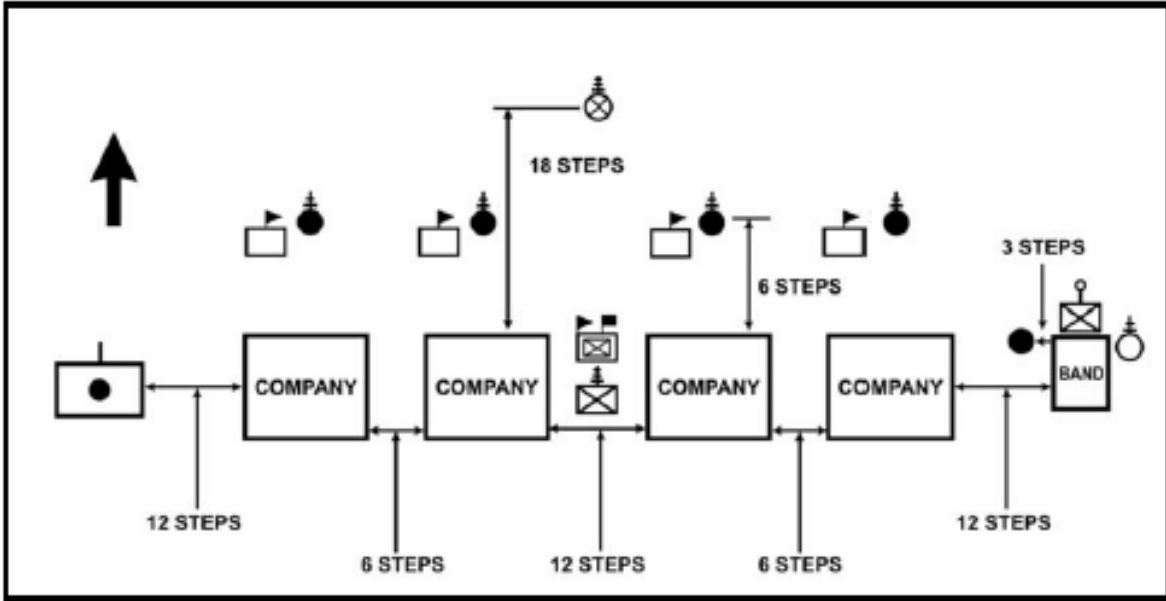 18 STEPS
3 STEPS
6 STEPS
COMPANY
COMPANY
COMPANY
COMPANY
BAND
12 STEPS
6 STEPS
12 STEPS
6 STEPS
12 STEPS